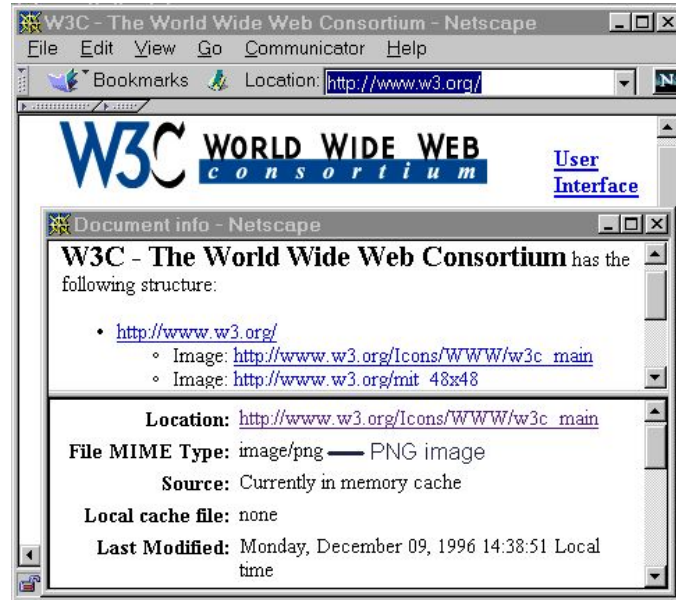 W3C - The World Wide Web Consortium - Netscape
File Edit View Go Communicator Help
Bookmarks Location: http://www.w3.org/
W3C WORLD WIDE WEB
consortium
User
Interface
Document info - Netscape
W3C - The World Wide Web Consortium has the
following structure:
• http://www.w3.org/
◦ Image: http://www.w3.org/Icons/WWW/w3c_main
◦ Image: http://www.w3.org/mit_48x48
Location: http://www.w3.org/Icons/WWW/w3c_main
File MIME Type: image/png — PNG image
Source: Currently in memory cache
Local cache file: none
Last Modified: Monday, December 09, 1996 14:38:51 Local
time